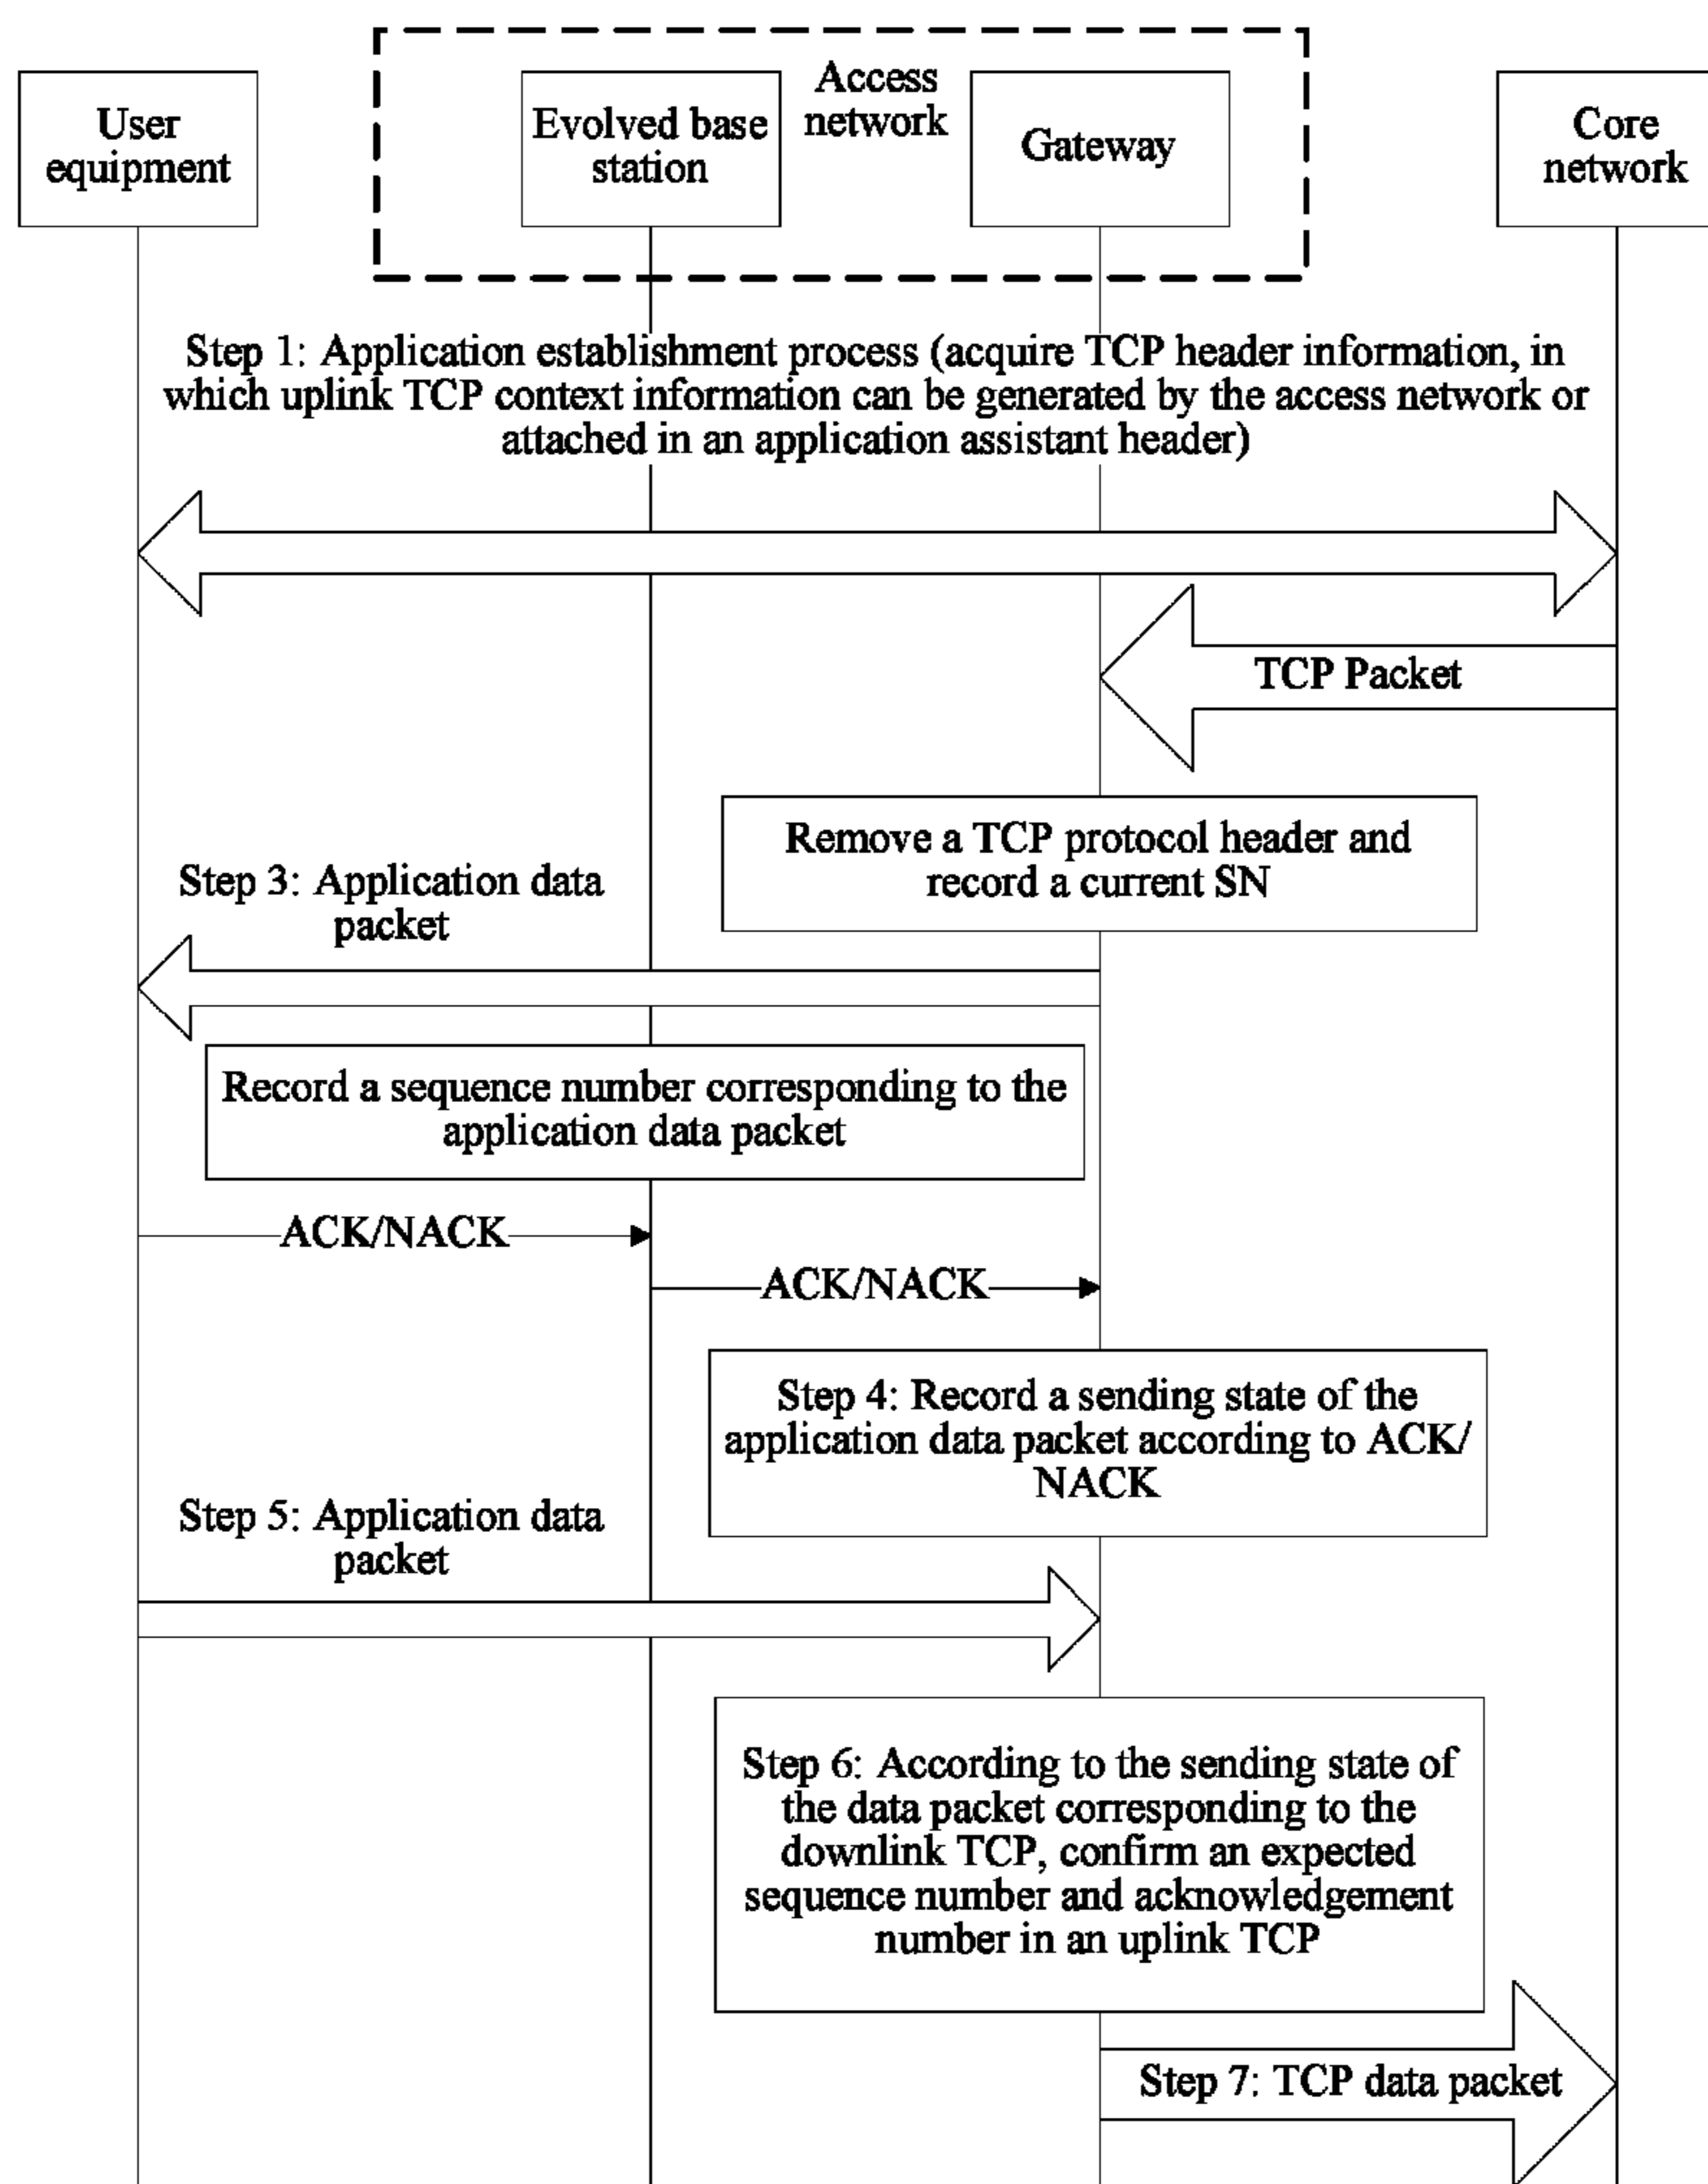 User
equipment
Evolved base
station
Access
network
Gateway
Core
network
Step 1: Application establishment process (acquire TCP header information, in
which uplink TCP context information can be generated by the access network or
attached in an application assistant header)
TCP Packet
Remove a TCP protocol header and
record a current SN
Step 3: Application data
packet
Record a sequence number corresponding to the
application data packet
ACK/NACK
ACK/NACK
Step 4: Record a sending state of the
application data packet according to ACK/
NACK
Step 5: Application data
packet
Step 6: According to the sending state of
the data packet corresponding to the
downlink TCP, confirm an expected
sequence number and acknowledgement
number in an uplink TCP
Step 7: TCP data packet